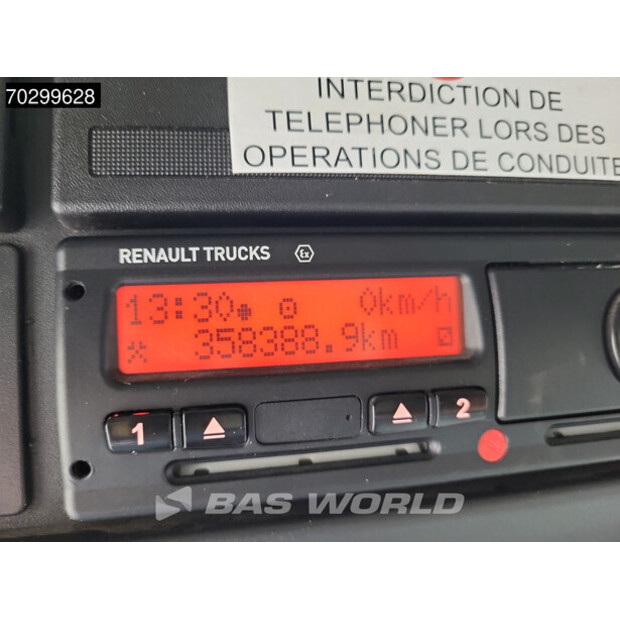 70299628
INTERDICTION DE
TELEPHONER LORS DES
OPERATIONS DE CONDUITE
RENAULT TRUCKS Ex
13:30 0km/h
358388.9km
1 2
BAS WORLD